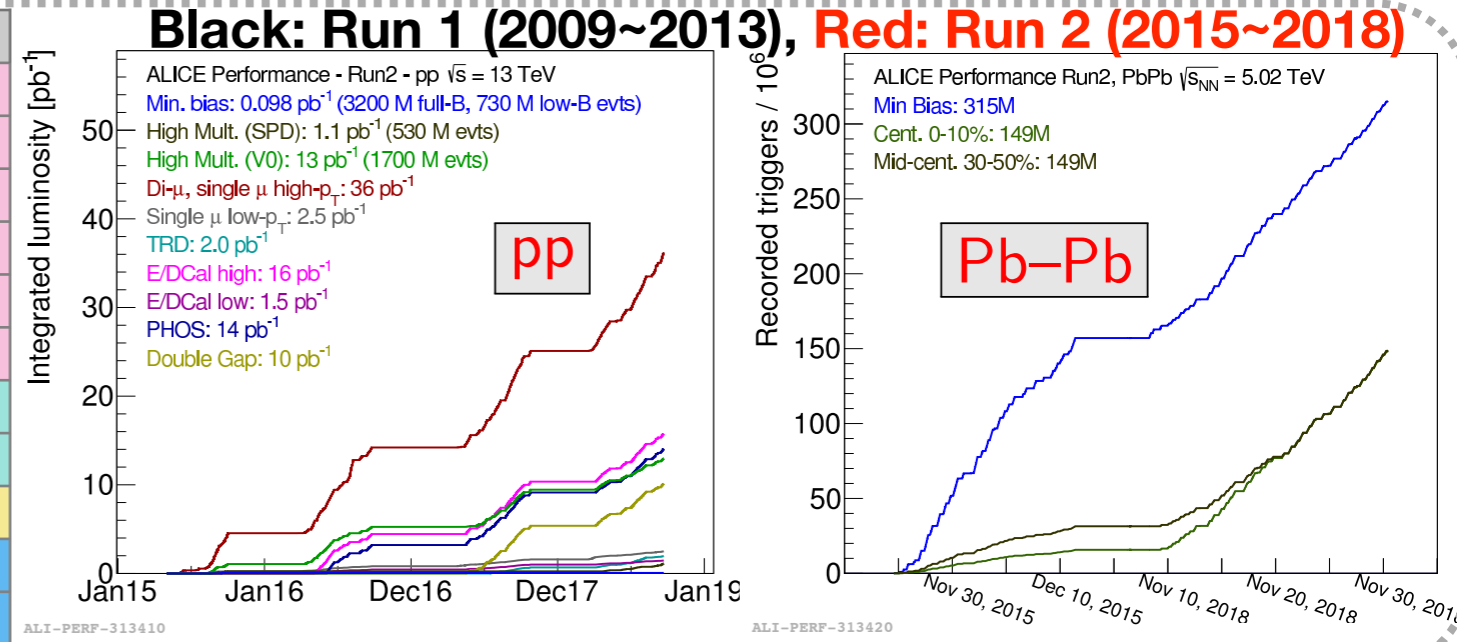 Black: Run 1 (2009~2013), Red: Run 2 (2015~2018)
Integrated luminosity [pb⁻¹]
ALICE Performance - Run2 - pp √s = 13 TeV
Min. bias: 0.098 pb⁻¹ (3200 M full-B, 730 M low-B evts)
High Mult. (SPD): 1.1 pb⁻¹ (530 M evts)
High Mult. (V0): 13 pb⁻¹ (1700 M evts)
Di-μ, single μ high-p_T: 36 pb⁻¹
Single μ low-p_T: 2.5 pb⁻¹
TRD: 2.0 pb⁻¹
E/DCal high: 16 pb⁻¹
E/DCal low: 1.5 pb⁻¹
PHOS: 14 pb⁻¹
Double Gap: 10 pb⁻¹
pp
50
40
30
20
10
0
Jan15 Jan16 Dec16 Dec17 Jan19
ALI-PERF-313410
Recorded triggers / 10⁶
ALICE Performance Run2, PbPb √s_NN = 5.02 TeV
Min Bias: 315M
Cent. 0-10%: 149M
Mid-cent. 30-50%: 149M
Pb–Pb
300
250
200
150
100
50
0
Nov 30, 2015 Dec 10, 2015 Nov 10, 2018 Nov 20, 2018 Nov 30, 2018
ALI-PERF-313420